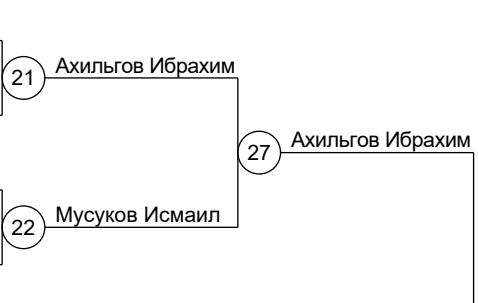 21 Ахильгов Ибрахим
27 Ахильгов Ибрахим
22 Мусуков Исмаил